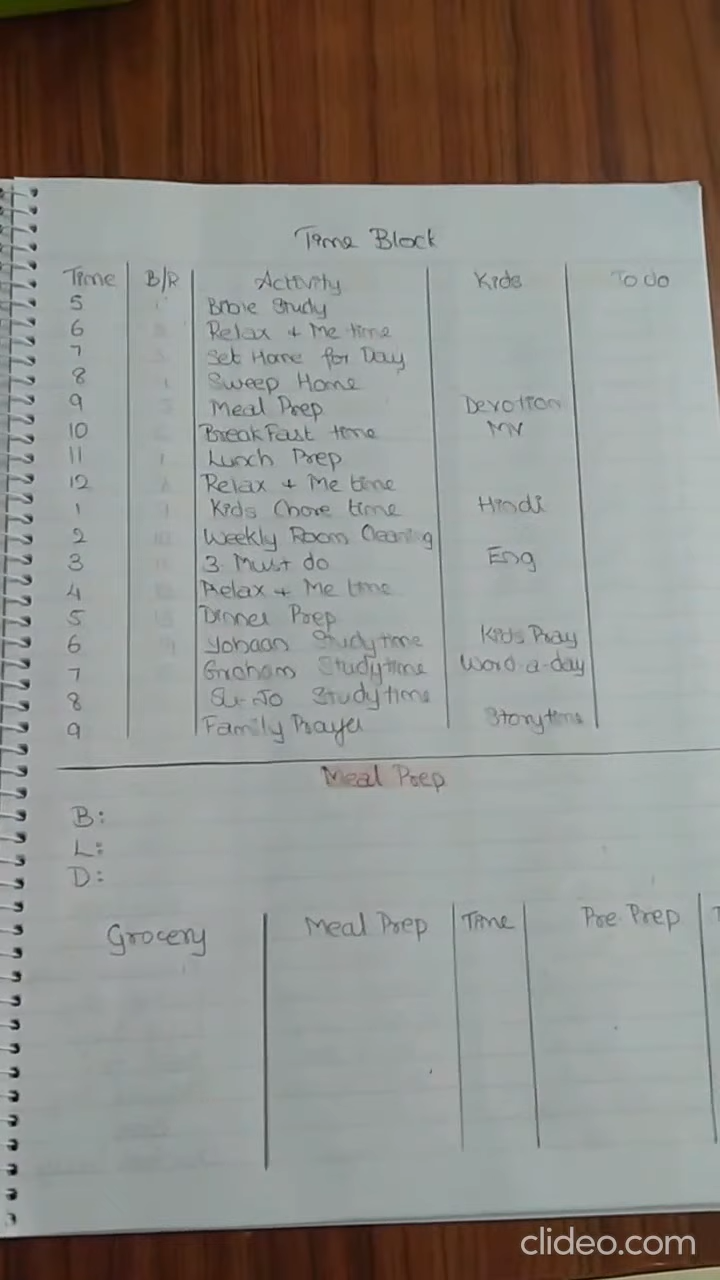 Time Block
Time B/R Activity Kids To do
5 Bible Study
6 Relax + Me time
7 Set Home for Day
8 Sweep Home
9 Meal Prep Devotion
10 BreakFast time
11 Lunch Prep
12 Relax + Me time
1 Kids Chore time Hindi
2 Weekly Room Cleaning
3 3 Must do Eng
4 Relax + Me time
5 Dinner Prep
6 Yohaan Study time Kids Pray
7 Graham Study time Word-a-day
8 Su-Jo Study time
9 Family Prayer Storytime
Meal Prep
B:
L:
D:
Grocery Meal Prep Time Pre Prep
clideo.com